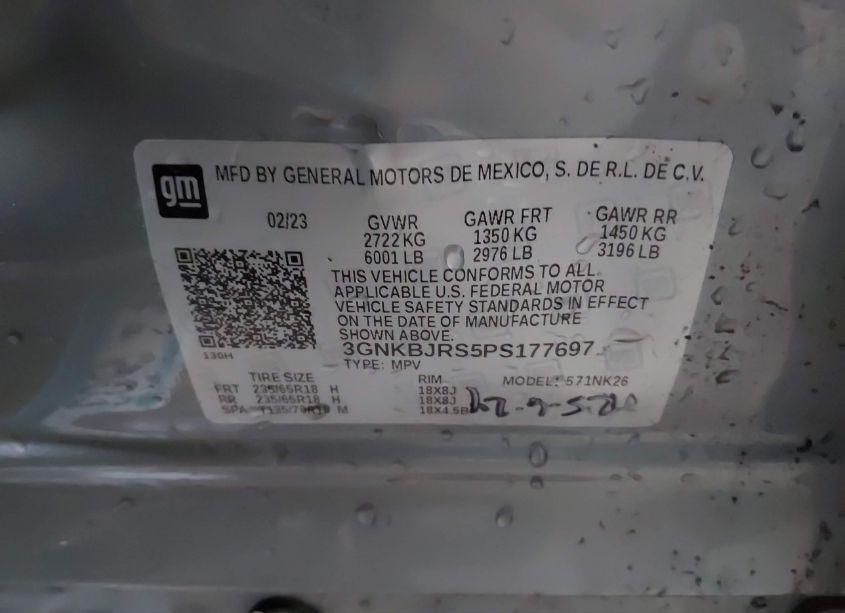 gm
MFD BY GENERAL MOTORS DE MEXICO, S. DE R.L. DE C.V.
02/23 GVWR GAWR FRT GAWR RR
2722 KG 1350 KG 1450 KG
6001 LB 2976 LB 3196 LB
THIS VEHICLE CONFORMS TO ALL
APPLICABLE U.S. FEDERAL MOTOR
VEHICLE SAFETY STANDARDS IN EFFECT
ON THE DATE OF MANUFACTURE
SHOWN ABOVE.
130H
3GNKBJRS5PS177697
TYPE: MPV
TIRE SIZE RIM MODEL: 571NK26
FRT 235/65R18 H 18X8J
RR 235/65R18 H 18X8J
SPA T135/70R18 M 18X4.5B